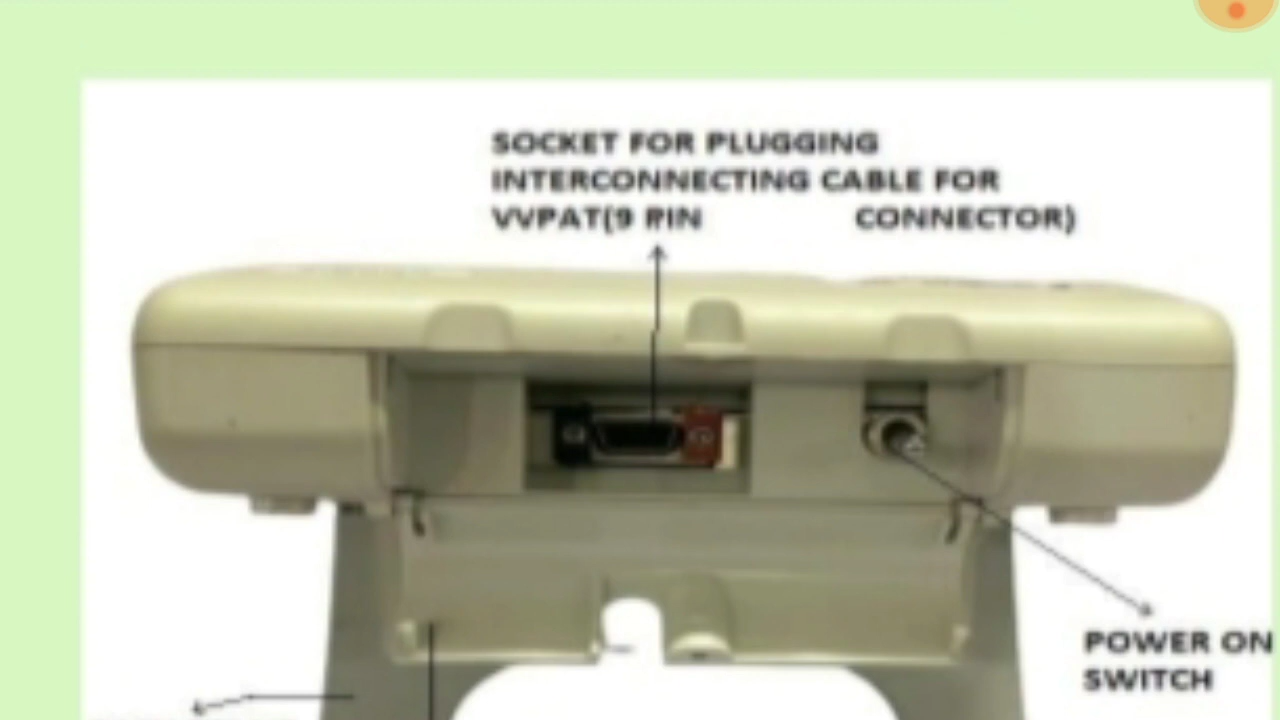 SOCKET FOR PLUGGING
INTERCONNECTING CABLE FOR
VVPAT(9 PIN CONNECTOR)
POWER ON
SWITCH